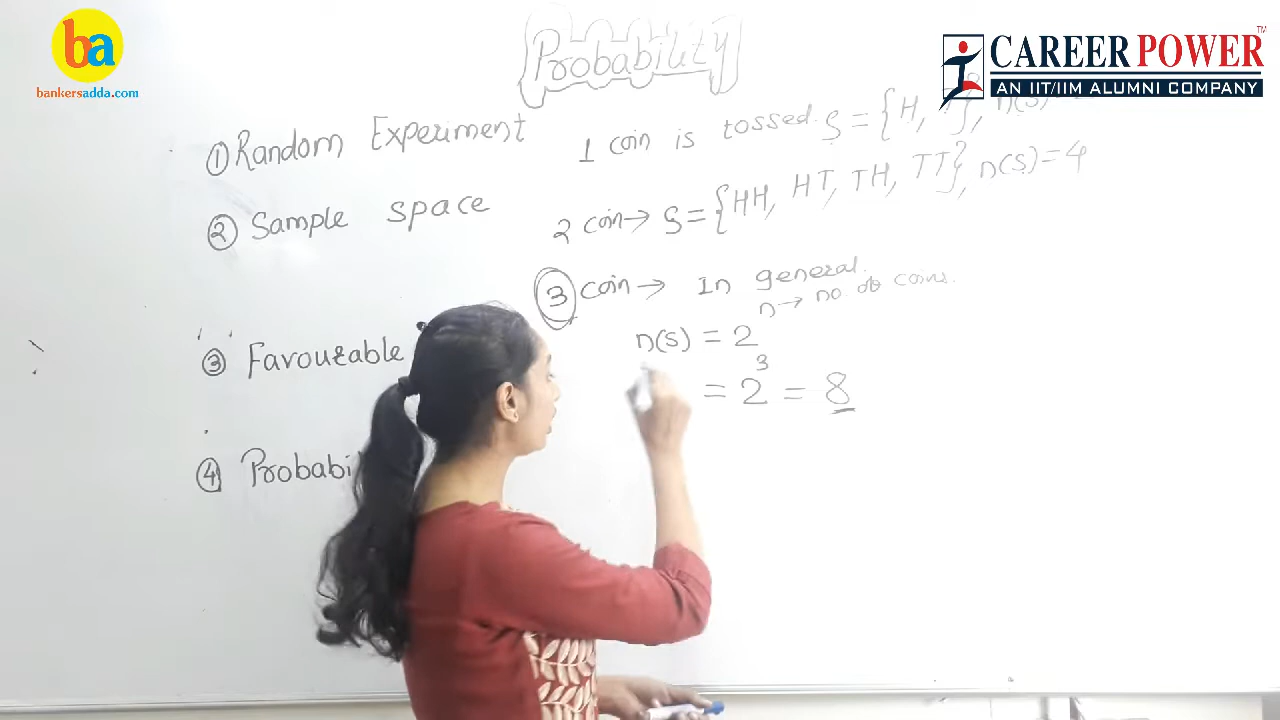 ba
bankersadda.com
CAREER POWER
TM
AN IIT/IIM ALUMNI COMPANY
Probability
① Random Experiment
1 coin is tossed. S = {H, T}, n(S)
② Sample space
2 coin → S = {HH, HT, TH, TT}, n(S) = 4
③ coin → In general.
n → no of coins.
n(S) = 2
= 2³ = 8
③ Favourable
④ Probabi